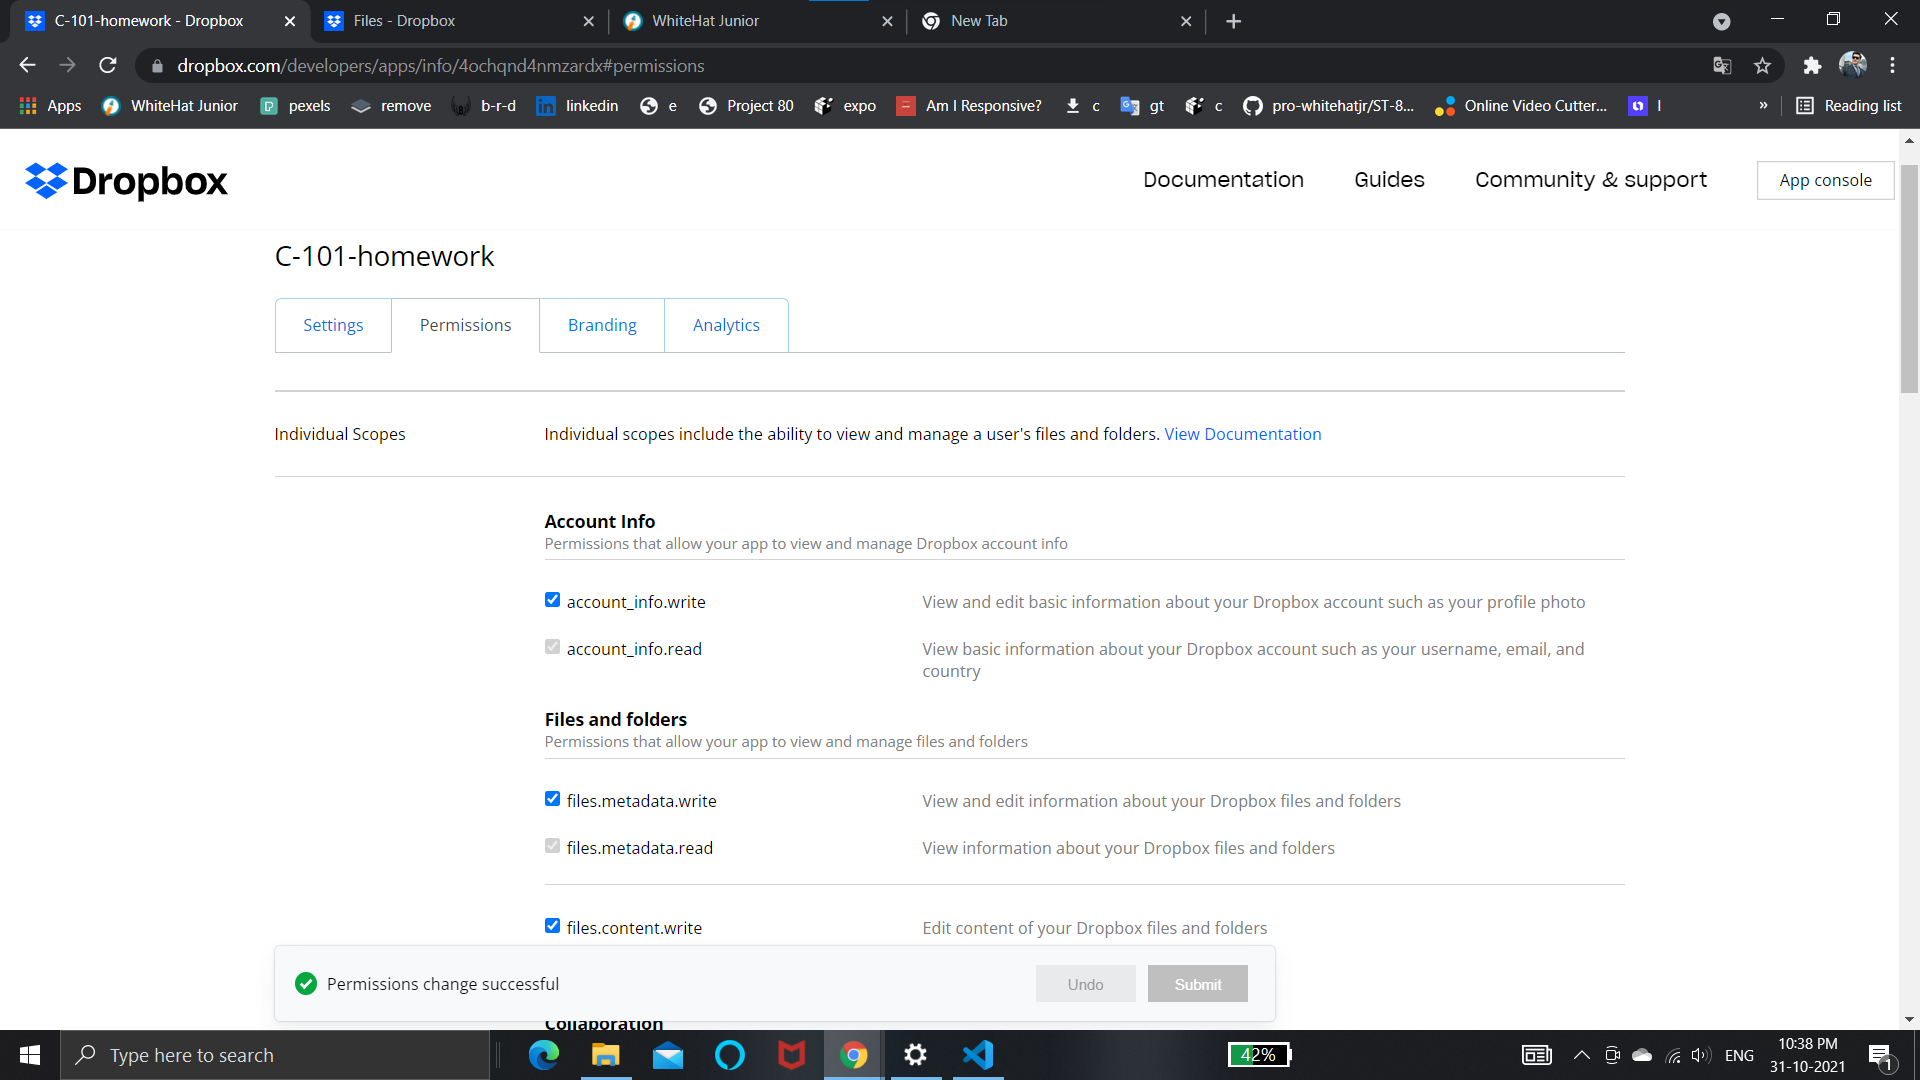 C-101-homework - Dropbox
Files - Dropbox
WhiteHat Junior
New Tab
dropbox.com/developers/apps/info/4ochqnd4nmzardx#permissions
Apps
WhiteHat Junior
pexels
remove
b-r-d
linkedin
e
Project 80
expo
Am I Responsive?
c
gt
c
pro-whitehatjr/ST-8...
Online Video Cutter...
I
»
Reading list
Dropbox
Documentation
Guides
Community & support
App console
C-101-homework
Settings
Permissions
Branding
Analytics
Individual Scopes
Individual scopes include the ability to view and manage a user's files and folders. View Documentation
Account Info
Permissions that allow your app to view and manage Dropbox account info
account_info.write
View and edit basic information about your Dropbox account such as your profile photo
account_info.read
View basic information about your Dropbox account such as your username, email, and
country
Files and folders
Permissions that allow your app to view and manage files and folders
files.metadata.write
View and edit information about your Dropbox files and folders
files.metadata.read
View information about your Dropbox files and folders
files.content.write
Edit content of your Dropbox files and folders
Permissions change successful
Undo
Submit
Collaboration
Type here to search
42%
ENG
10:38 PM
31-10-2021
1